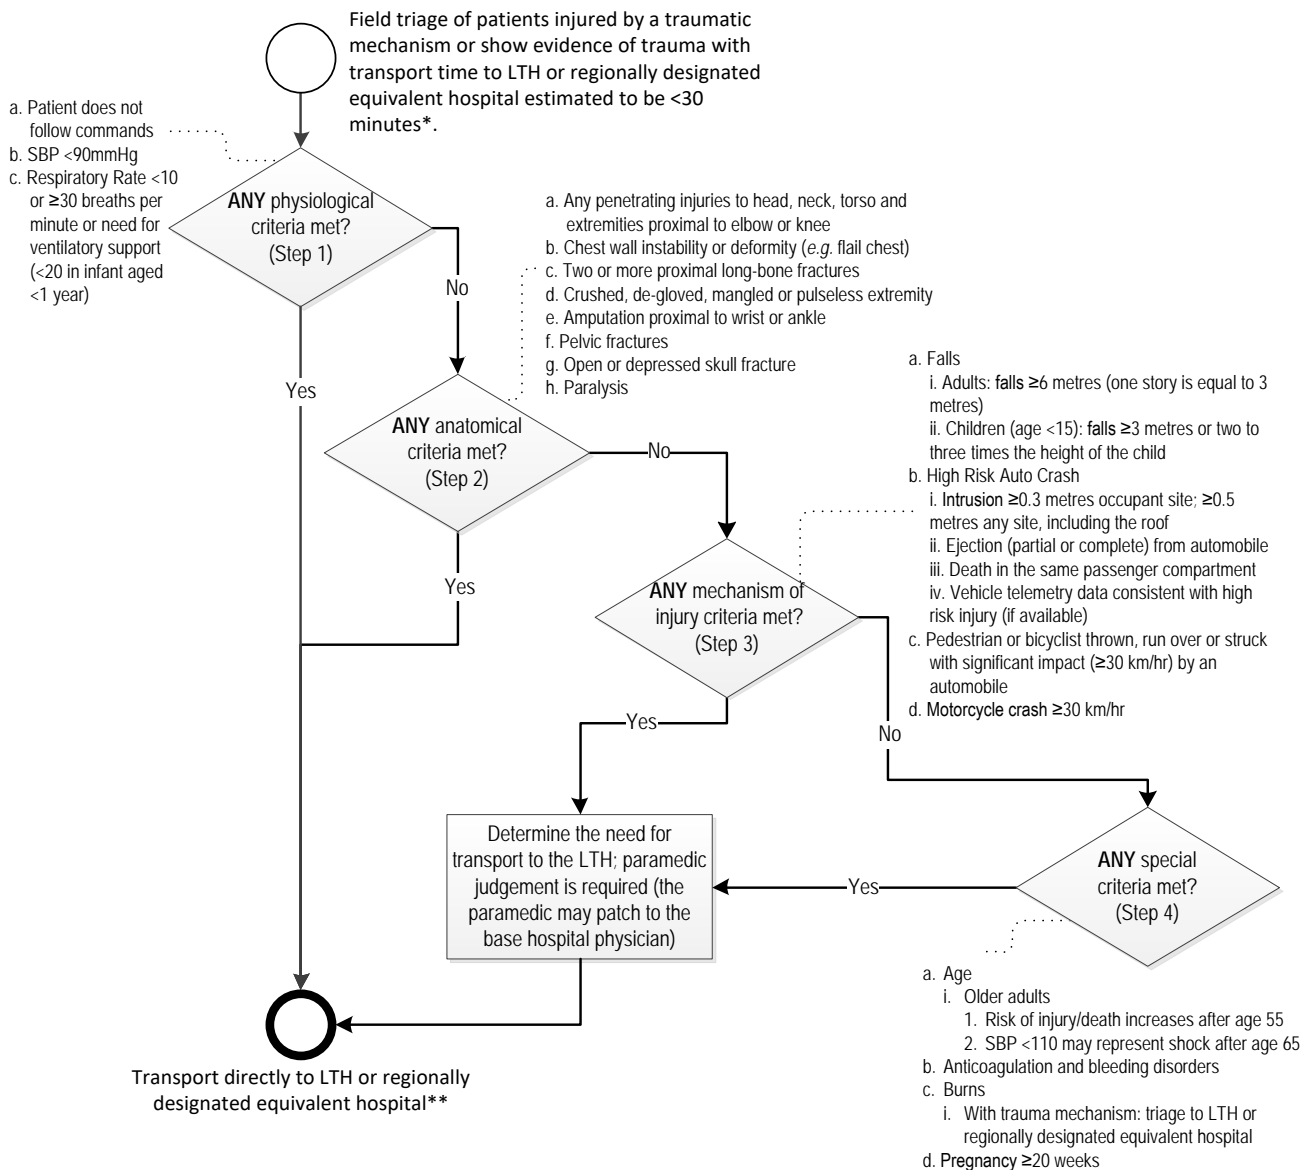 Field triage of patients injured by a traumatic
mechanism or show evidence of trauma with
transport time to LTH or regionally designated
equivalent hospital estimated to be <30
minutes*.
a. Patient does not
follow commands
b. SBP <90mmHg
c. Respiratory Rate <10
or ≥30 breaths per
minute or need for
ventilatory support
(<20 in infant aged
<1 year)
ANY physiological
criteria met?
(Step 1)
No
Yes
a. Any penetrating injuries to head, neck, torso and
extremities proximal to elbow or knee
b. Chest wall instability or deformity (e.g. flail chest)
c. Two or more proximal long-bone fractures
d. Crushed, de-gloved, mangled or pulseless extremity
e. Amputation proximal to wrist or ankle
f. Pelvic fractures
g. Open or depressed skull fracture
h. Paralysis
ANY anatomical
criteria met?
(Step 2)
No
Yes
a. Falls
i. Adults: falls ≥6 metres (one story is equal to 3
metres)
ii. Children (age <15): falls ≥3 metres or two to
three times the height of the child
b. High Risk Auto Crash
i. Intrusion ≥0.3 metres occupant site; ≥0.5
metres any site, including the roof
ii. Ejection (partial or complete) from automobile
iii. Death in the same passenger compartment
iv. Vehicle telemetry data consistent with high
risk injury (if available)
c. Pedestrian or bicyclist thrown, run over or struck
with significant impact (≥30 km/hr) by an
automobile
d. Motorcycle crash ≥30 km/hr
ANY mechanism of
injury criteria met?
(Step 3)
Yes
No
Determine the need for
transport to the LTH; paramedic
judgement is required (the
paramedic may patch to the
base hospital physician)
Yes
ANY special
criteria met?
(Step 4)
a. Age
i. Older adults
1. Risk of injury/death increases after age 55
2. SBP <110 may represent shock after age 65
b. Anticoagulation and bleeding disorders
c. Burns
i. With trauma mechanism: triage to LTH or
regionally designated equivalent hospital
d. Pregnancy ≥20 weeks
Transport directly to LTH or regionally
designated equivalent hospital**